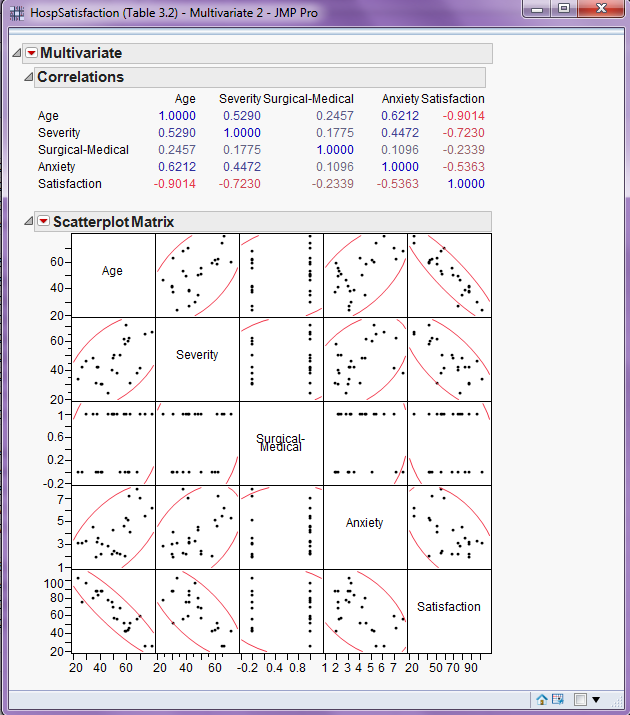 HospSatisfaction (Table 3.2) - Multivariate 2 - JMP Pro
Multivariate
Correlations
Age Severity Surgical-Medical Anxiety Satisfaction
Age 1.0000 0.5290 0.2457 0.6212 -0.9014
Severity 0.5290 1.0000 0.1775 0.4472 -0.7230
Surgical-Medical 0.2457 0.1775 1.0000 0.1096 -0.2339
Anxiety 0.6212 0.4472 0.1096 1.0000 -0.5363
Satisfaction -0.9014 -0.7230 -0.2339 -0.5363 1.0000
Scatterplot Matrix
60
40
20
Age
60
40
20
Severity
1
0.6
0.2
-0.2
Surgical-
Medical
7
5
3
1
Anxiety
100
80
60
40
20
Satisfaction
20 40 60 20 40 60 -0.2 0.4 0.8 1 2 3 4 5 6 7 20 50 70 90